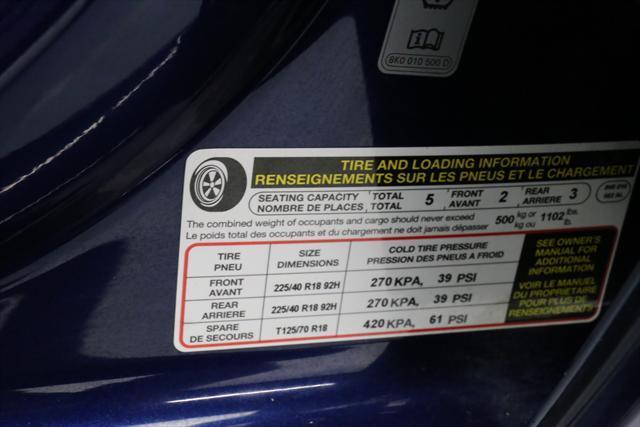 8K0 010 500 D
TIRE AND LOADING INFORMATION
RENSEIGNEMENTS SUR LES PNEUS ET LE CHARGEMENT
SEATING CAPACITY TOTAL 5 FRONT 2 REAR 3
NOMBRE DE PLACES TOTAL AVANT ARRIERE
The combined weight of occupants and cargo should never exceed 500 kg or 1102 lbs.
Le poids total des occupants et du chargement ne doit jamais dépasser kg ou lb.
TIRE SIZE COLD TIRE PRESSURE
PNEU DIMENSIONS PRESSION DES PNEUS A FROID
FRONT
AVANT 225/40 R18 92H 270 KPA, 39 PSI
REAR
ARRIERE 225/40 R18 92H 270 KPA, 39 PSI
SPARE
DE SECOURS T125/70 R18 420 KPA, 61 PSI
SEE OWNER'S
MANUAL FOR
ADDITIONAL
INFORMATION
VOIR LE MANUEL
DU PROPRIETAIRE
POUR PLUS DE
RENSEIGNEMENTS